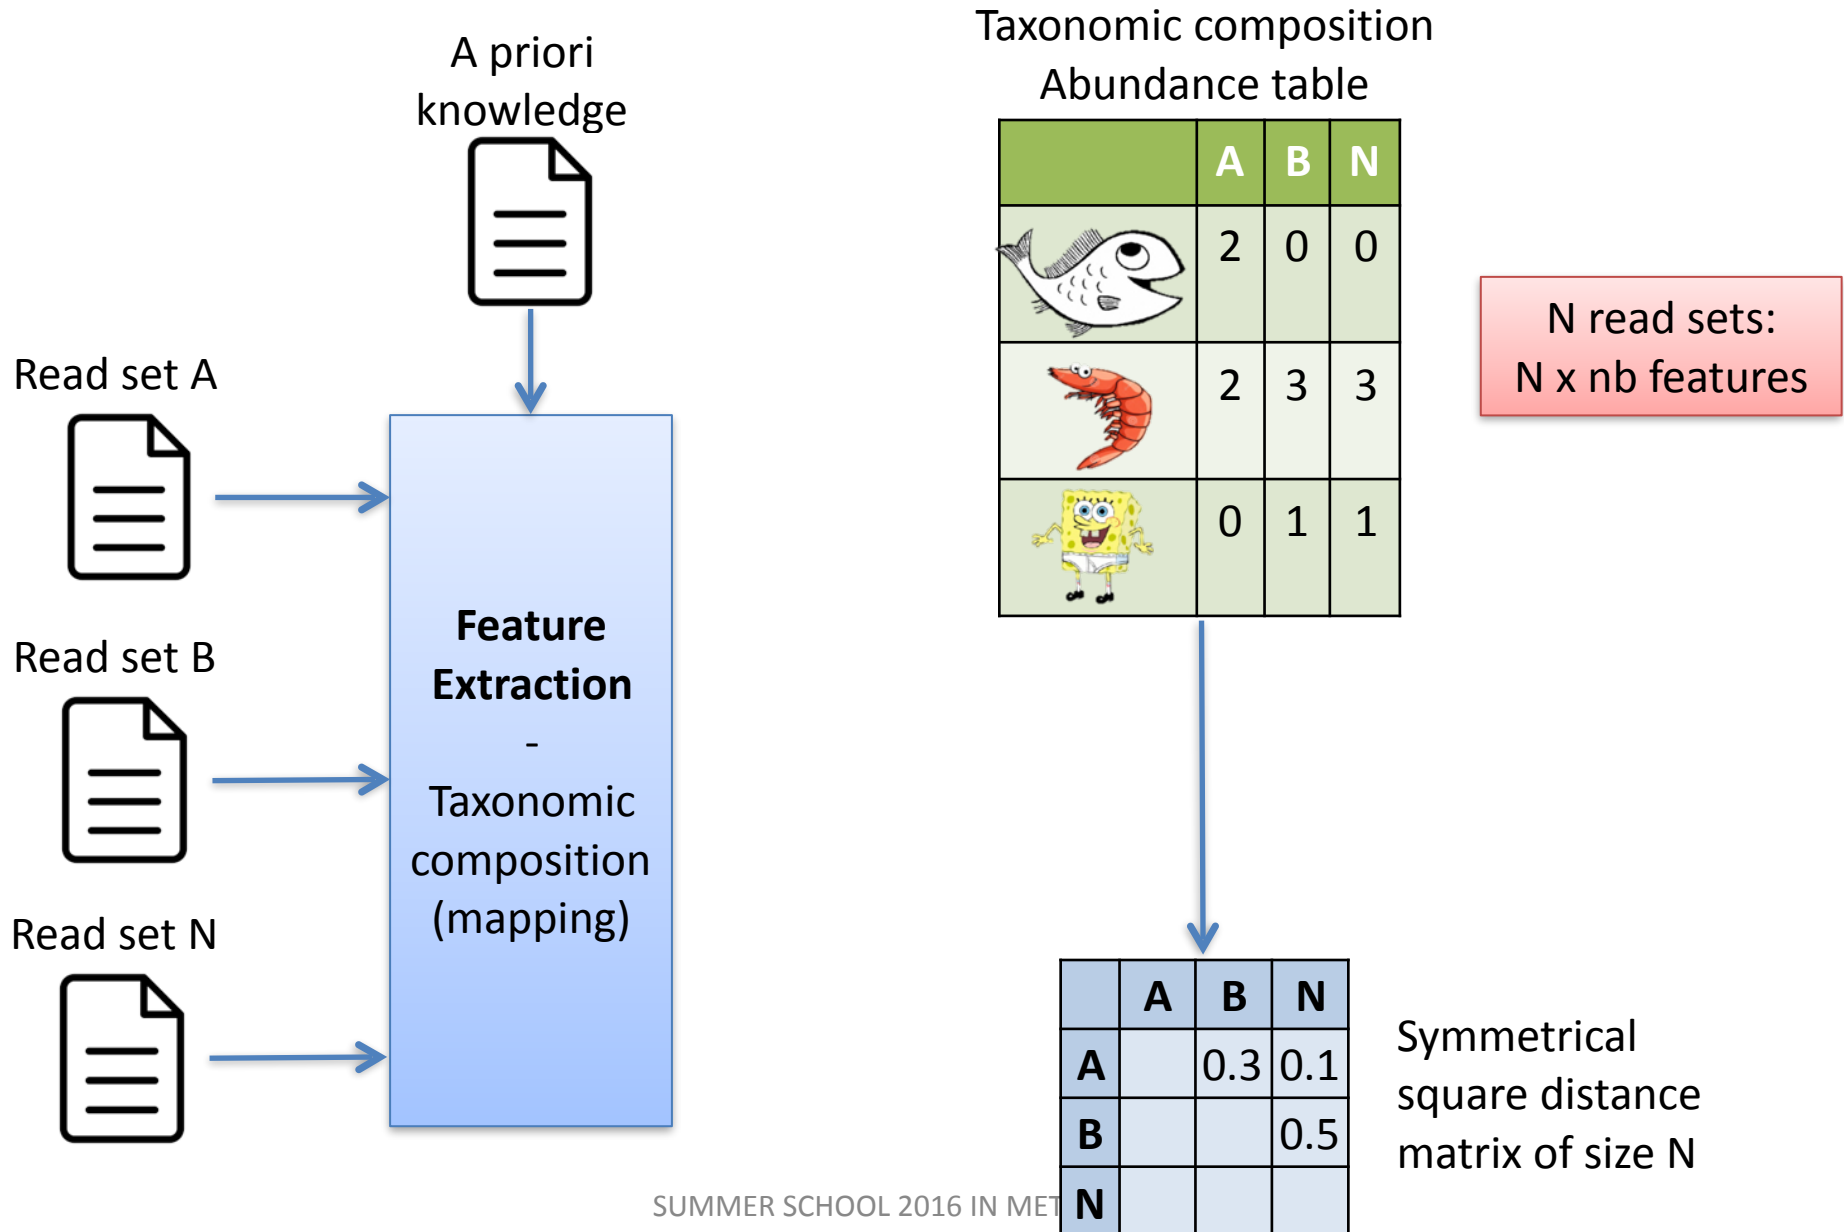 A priori
knowledge
Read set A
Read set B
Read set N
Feature
Extraction
-
Taxonomic
composition
(mapping)
Taxonomic composition
Abundance table
A B N
2 0 0
2 3 3
0 1 1
N read sets:
N x nb features
A B N
A 0.3 0.1
B 0.5
N
Symmetrical
square distance
matrix of size N
SUMMER SCHOOL 2016 IN MET